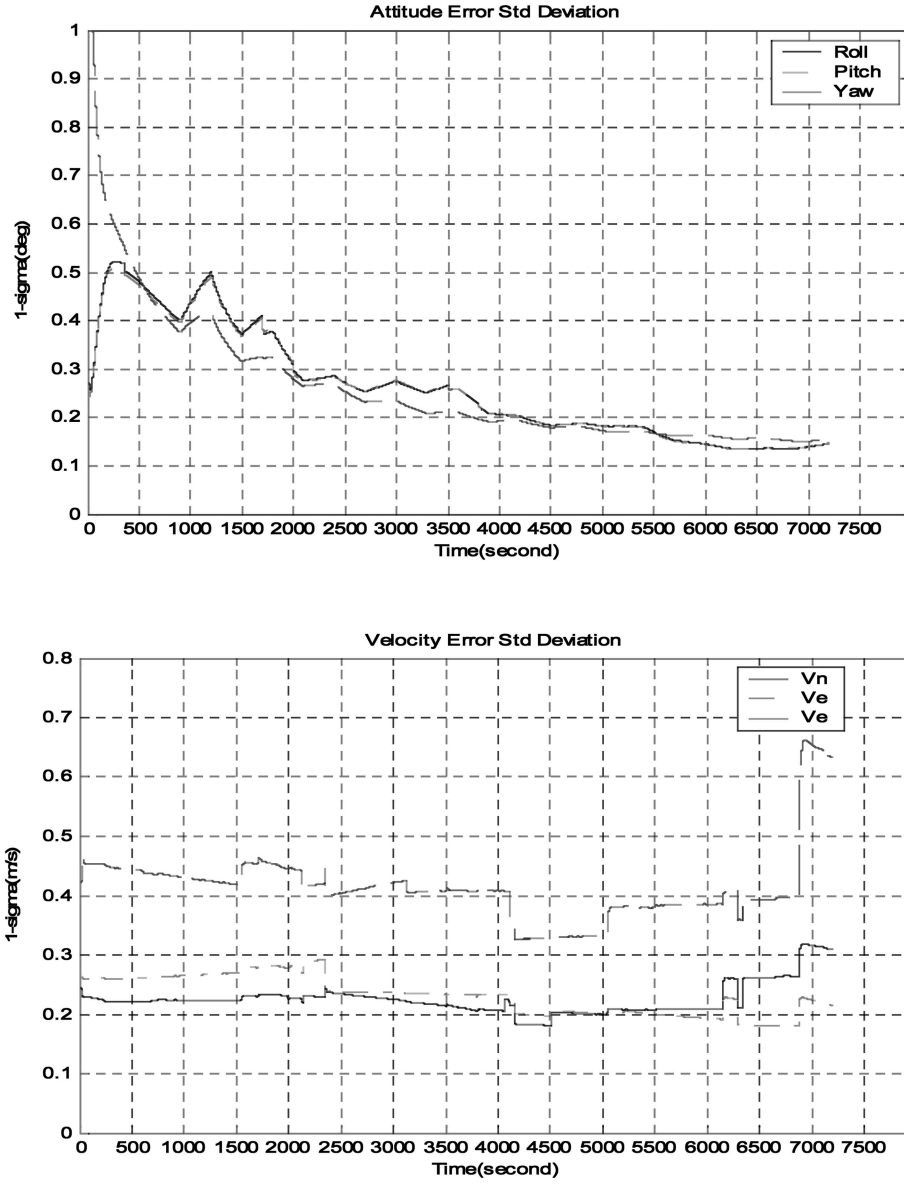 Attitude Error Std Deviation
1
0.9
0.8
0.7
0.6
0.5
0.4
0.3
0.2
0.1
0
1-sigma(deg)
Roll
Pitch
Yaw
0 500 1000 1500 2000 2500 3000 3500 4000 4500 5000 5500 6000 6500 7000 7500
Time(second)
Velocity Error Std Deviation
0.8
0.7
0.6
0.5
0.4
0.3
0.2
0.1
0
1-sigma(m/s)
Vn
Ve
Ve
0 500 1000 1500 2000 2500 3000 3500 4000 4500 5000 5500 6000 6500 7000 7500
Time(second)